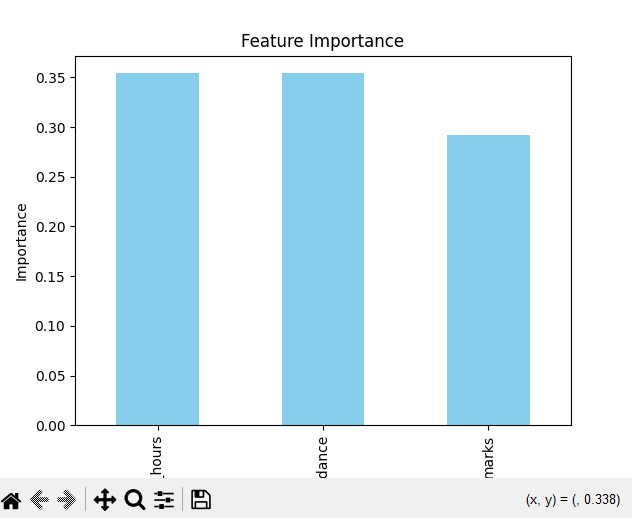 Feature Importance
0.35
0.30
0.25
0.20
0.15
0.10
0.05
0.00
Importance
_hours
dance
marks
(x, y) = (, 0.338)